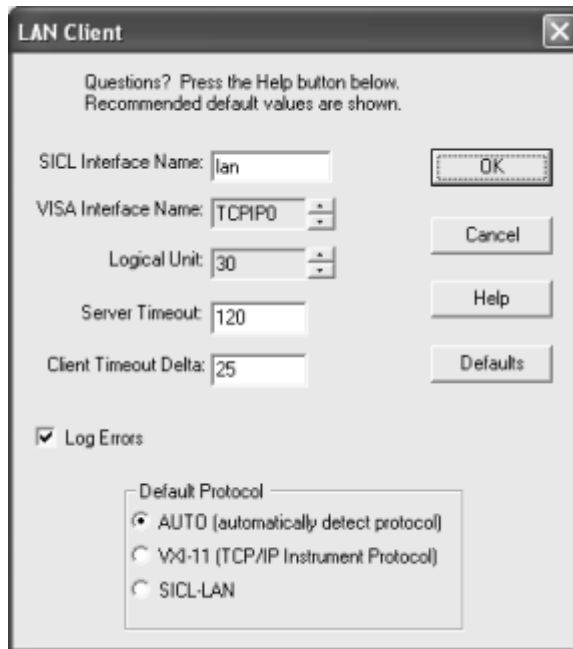 LAN Client
Questions? Press the Help button below.
Recommended default values are shown.
SICL Interface Name: lan
OK
VISA Interface Name: TCPIP0
Cancel
Logical Unit: 30
Help
Server Timeout: 120
Client Timeout Delta: 25
Defaults
Log Errors
Default Protocol
AUTO (automatically detect protocol)
VXI-11 (TCP/IP Instrument Protocol)
SICL-LAN